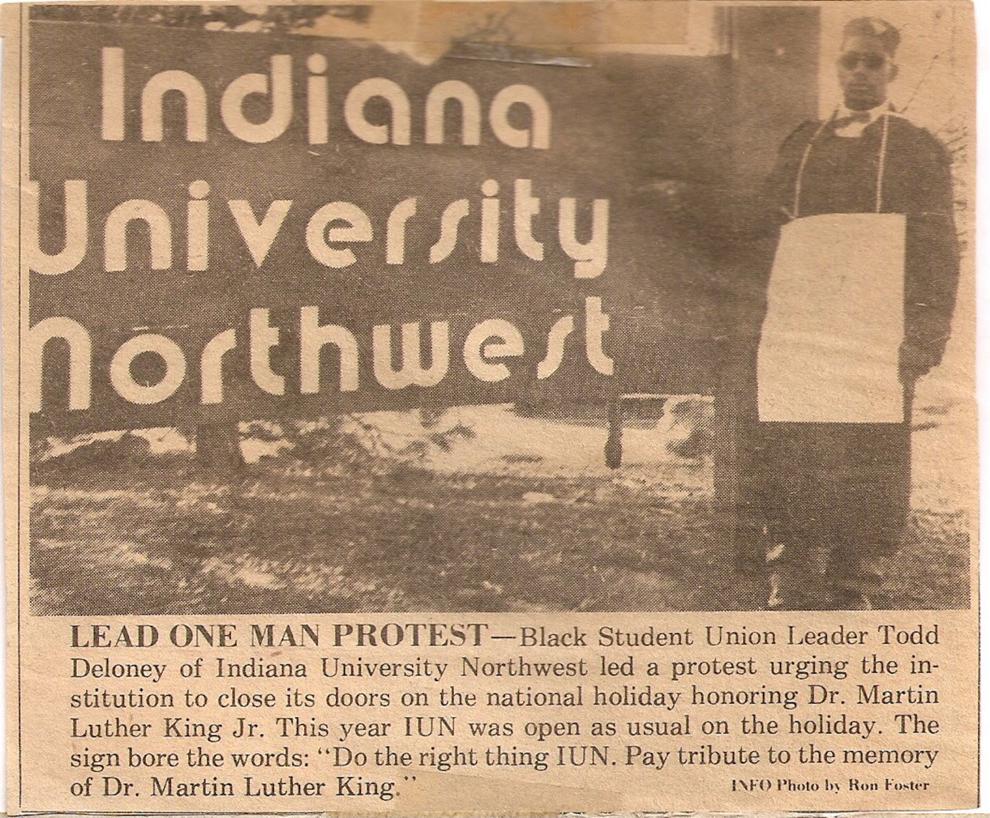 Indiana
University
Northwest
LEAD ONE MAN PROTEST—Black Student Union Leader Todd
Deloney of Indiana University Northwest led a protest urging the in-
stitution to close its doors on the national holiday honoring Dr. Martin
Luther King Jr. This year IUN was open as usual on the holiday. The
sign bore the words: “Do the right thing IUN. Pay tribute to the memory
of Dr. Martin Luther King.”
INFO Photo by Ron Foster